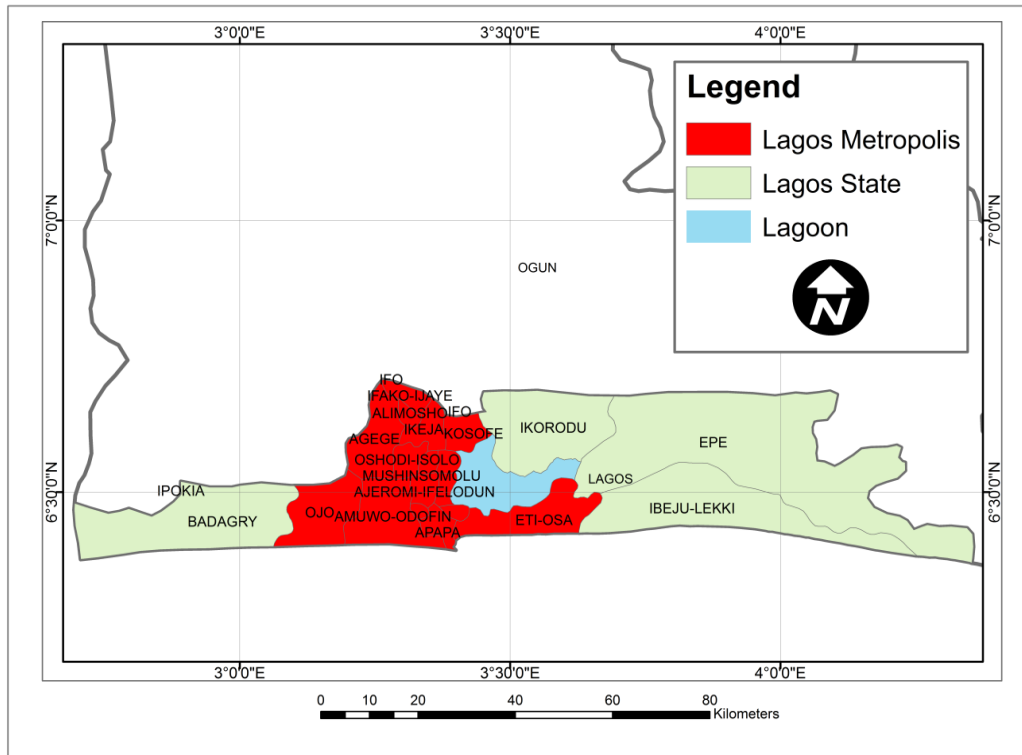 3°0'0"E 3°30'0"E 4°0'0"E
Legend
Lagos Metropolis
Lagos State
Lagoon
N
7°0'0"N 7°0'0"N
OGUN
IFO
IFAKO-IJAYE
ALIMOSHO IFO
IKEJA KOSOFE
AGEGE
IKORODU
EPE
OSHODI-ISOLO
MUSHIN SOMOLU
LAGOS
AJEROMI-IFELODUN
IPOKIA
6°30'0"N 6°30'0"N
BADAGRY
OJO AMUWO-ODOFIN
ETI-OSA
IBEJU-LEKKI
APAPA
3°0'0"E 3°30'0"E 4°0'0"E
0 10 20 40 60 80
Kilometers